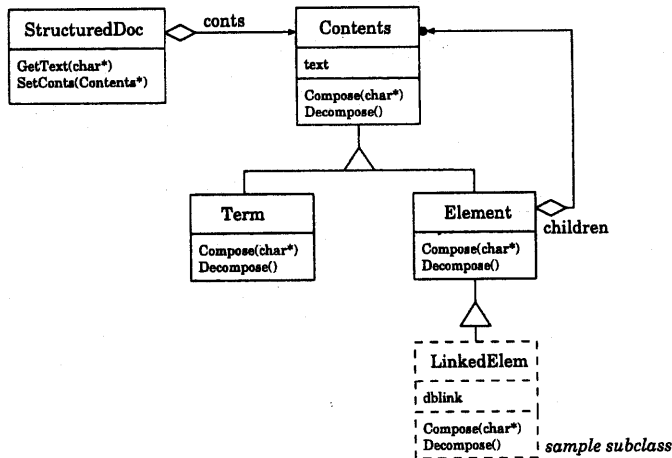 StructuredDoc
GetText(char*)
SetConts(Contents*)
conts
Contents
text
Compose(char*)
Decompose()
Term
Compose(char*)
Decompose()
Element
Compose(char*)
Decompose()
children
LinkedElem
dblink
Compose(char*)
Decompose()
sample subclass